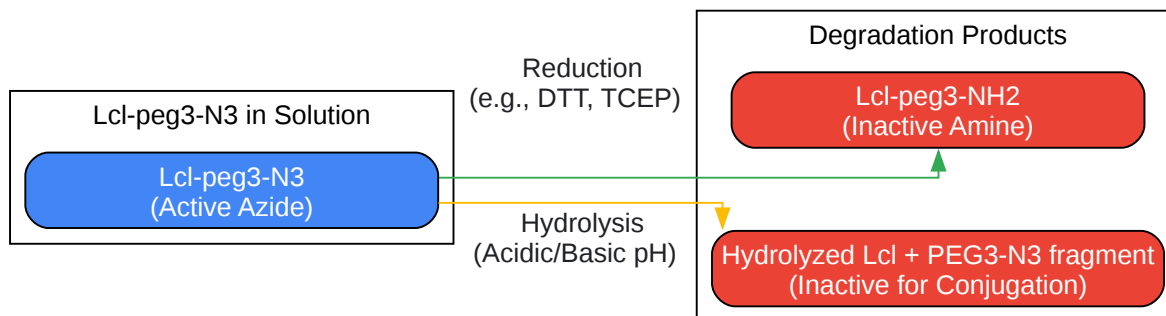 Lcl-peg3-N3 in Solution
Lcl-peg3-N3
(Active Azide)
Reduction
(e.g., DTT, TCEP)
Hydrolysis
(Acidic/Basic pH)
Degradation Products
Lcl-peg3-NH2
(Inactive Amine)
Hydrolyzed Lcl + PEG3-N3 fragment
(Inactive for Conjugation)